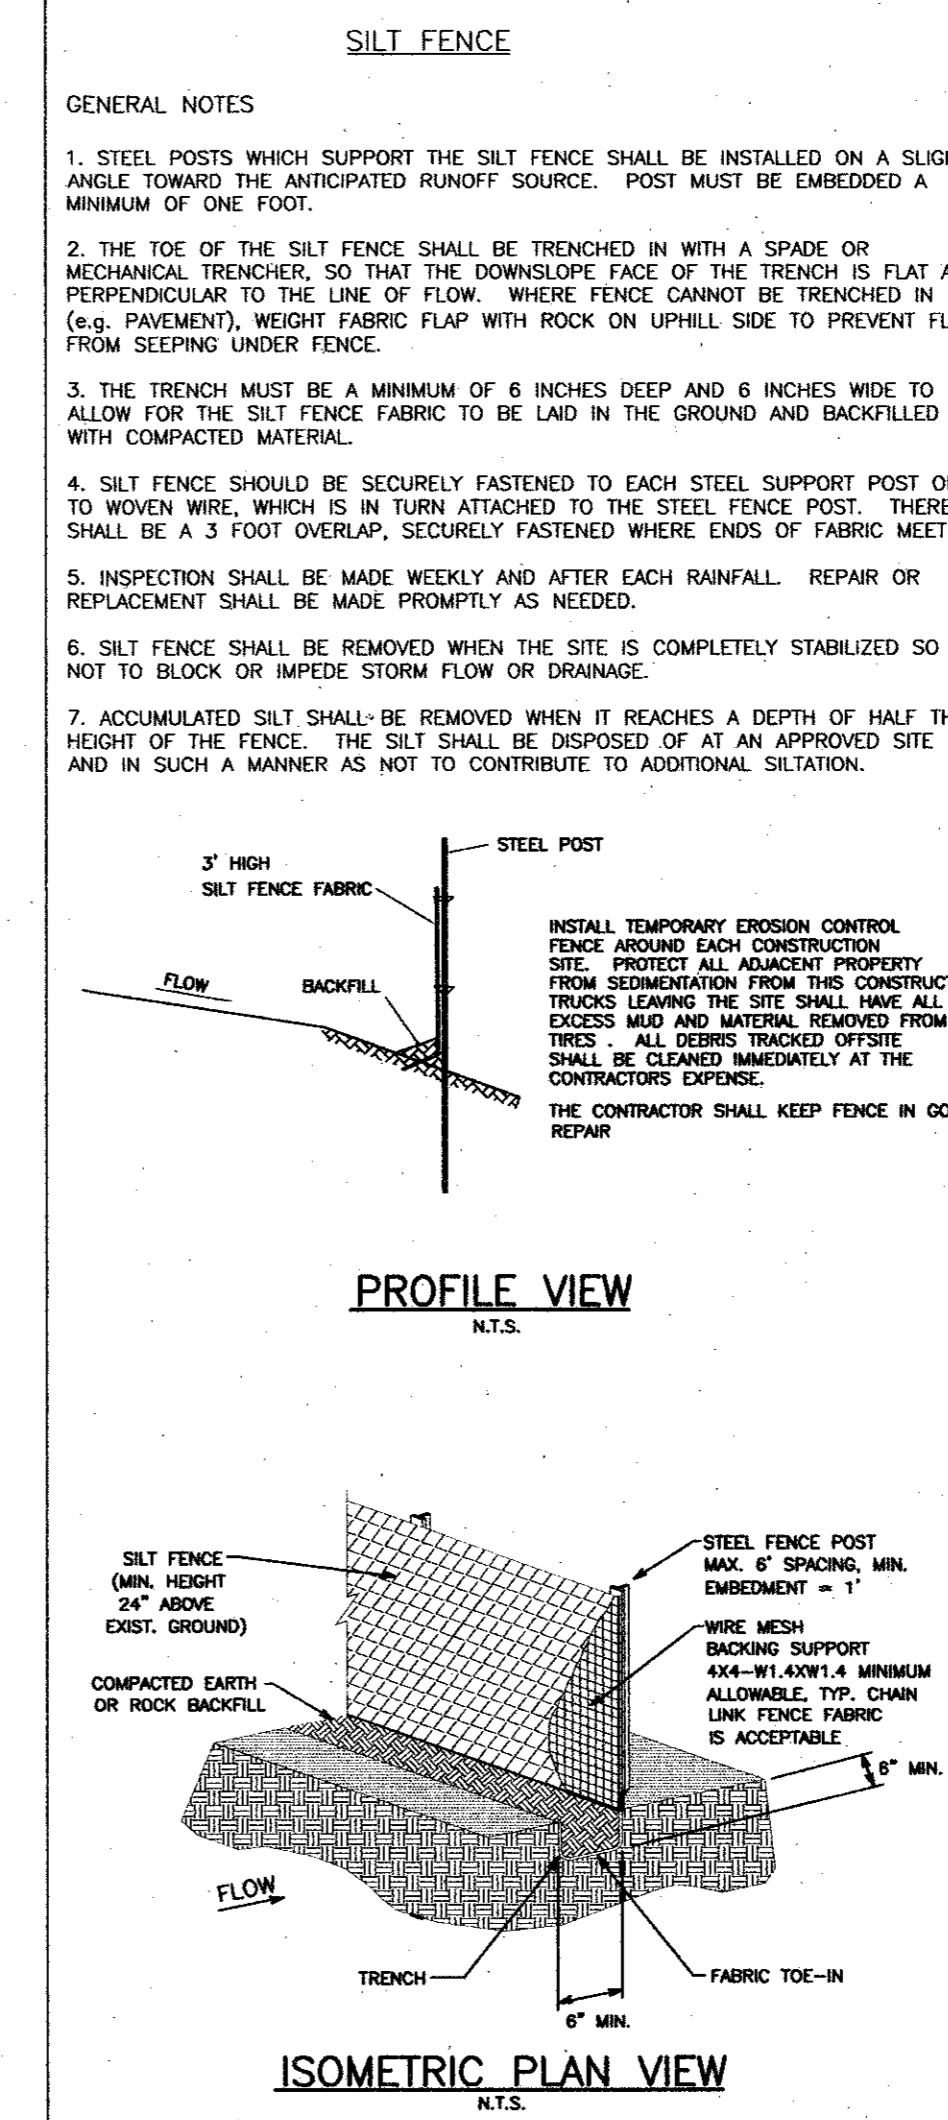 SILT FENCE
GENERAL NOTES
1. STEEL POSTS WHICH SUPPORT THE SILT FENCE SHALL BE INSTALLED ON A SLIGH
ANGLE TOWARD THE ANTICIPATED RUNOFF SOURCE. POST MUST BE EMBEDDED A
MINIMUM OF ONE FOOT.
2. THE TOE OF THE SILT FENCE SHALL BE TRENCHED IN WITH A SPADE OR
MECHANICAL TRENCHER, SO THAT THE DOWNSLOPE FACE OF THE TRENCH IS FLAT A
PERPENDICULAR TO THE LINE OF FLOW. WHERE FENCE CANNOT BE TRENCHED IN
(e.g. PAVEMENT), WEIGHT FABRIC FLAP WITH ROCK ON UPHILL SIDE TO PREVENT FL
FROM SEEPING UNDER FENCE.
3. THE TRENCH MUST BE A MINIMUM OF 6 INCHES DEEP AND 6 INCHES WIDE TO
ALLOW FOR THE SILT FENCE FABRIC TO BE LAID IN THE GROUND AND BACKFILLED
WITH COMPACTED MATERIAL.
4. SILT FENCE SHOULD BE SECURELY FASTENED TO EACH STEEL SUPPORT POST O
TO WOVEN WIRE, WHICH IS IN TURN ATTACHED TO THE STEEL FENCE POST. THERE
SHALL BE A 3 FOOT OVERLAP, SECURELY FASTENED WHERE ENDS OF FABRIC MEET
5. INSPECTION SHALL BE MADE WEEKLY AND AFTER EACH RAINFALL. REPAIR OR
REPLACEMENT SHALL BE MADE PROMPTLY AS NEEDED.
6. SILT FENCE SHALL BE REMOVED WHEN THE SITE IS COMPLETELY STABILIZED SO
NOT TO BLOCK OR IMPEDE STORM FLOW OR DRAINAGE.
7. ACCUMULATED SILT SHALL BE REMOVED WHEN IT REACHES A DEPTH OF HALF TH
HEIGHT OF THE FENCE. THE SILT SHALL BE DISPOSED OF AT AN APPROVED SITE
AND IN SUCH A MANNER AS NOT TO CONTRIBUTE TO ADDITIONAL SILTATION.
STEEL POST
3' HIGH
SILT FENCE FABRIC
FLOW
BACKFILL
INSTALL TEMPORARY EROSION CONTROL
FENCE AROUND EACH CONSTRUCTION
SITE. PROTECT ALL ADJACENT PROPERTY
FROM SEDIMENTATION FROM THIS CONSTRUCT
TRUCKS LEAVING THE SITE SHALL HAVE ALL
EXCESS MUD AND MATERIAL REMOVED FROM
TIRES . ALL DEBRIS TRACKED OFFSITE
SHALL BE CLEANED IMMEDIATELY AT THE
CONTRACTORS EXPENSE.
THE CONTRACTOR SHALL KEEP FENCE IN GO
REPAIR
PROFILE VIEW
N.T.S.
SILT FENCE
(MIN. HEIGHT
24" ABOVE
EXIST. GROUND)
COMPACTED EARTH
OR ROCK BACKFILL
STEEL FENCE POST
MAX. 6' SPACING, MIN.
EMBEDMENT = 1'
WIRE MESH
BACKING SUPPORT
4X4-W1.4XW1.4 MINIMUM
ALLOWABLE, TYP. CHAIN
LINK FENCE FABRIC
IS ACCEPTABLE
6" MIN.
FLOW
TRENCH
FABRIC TOE-IN
6" MIN.
ISOMETRIC PLAN VIEW
N.T.S.